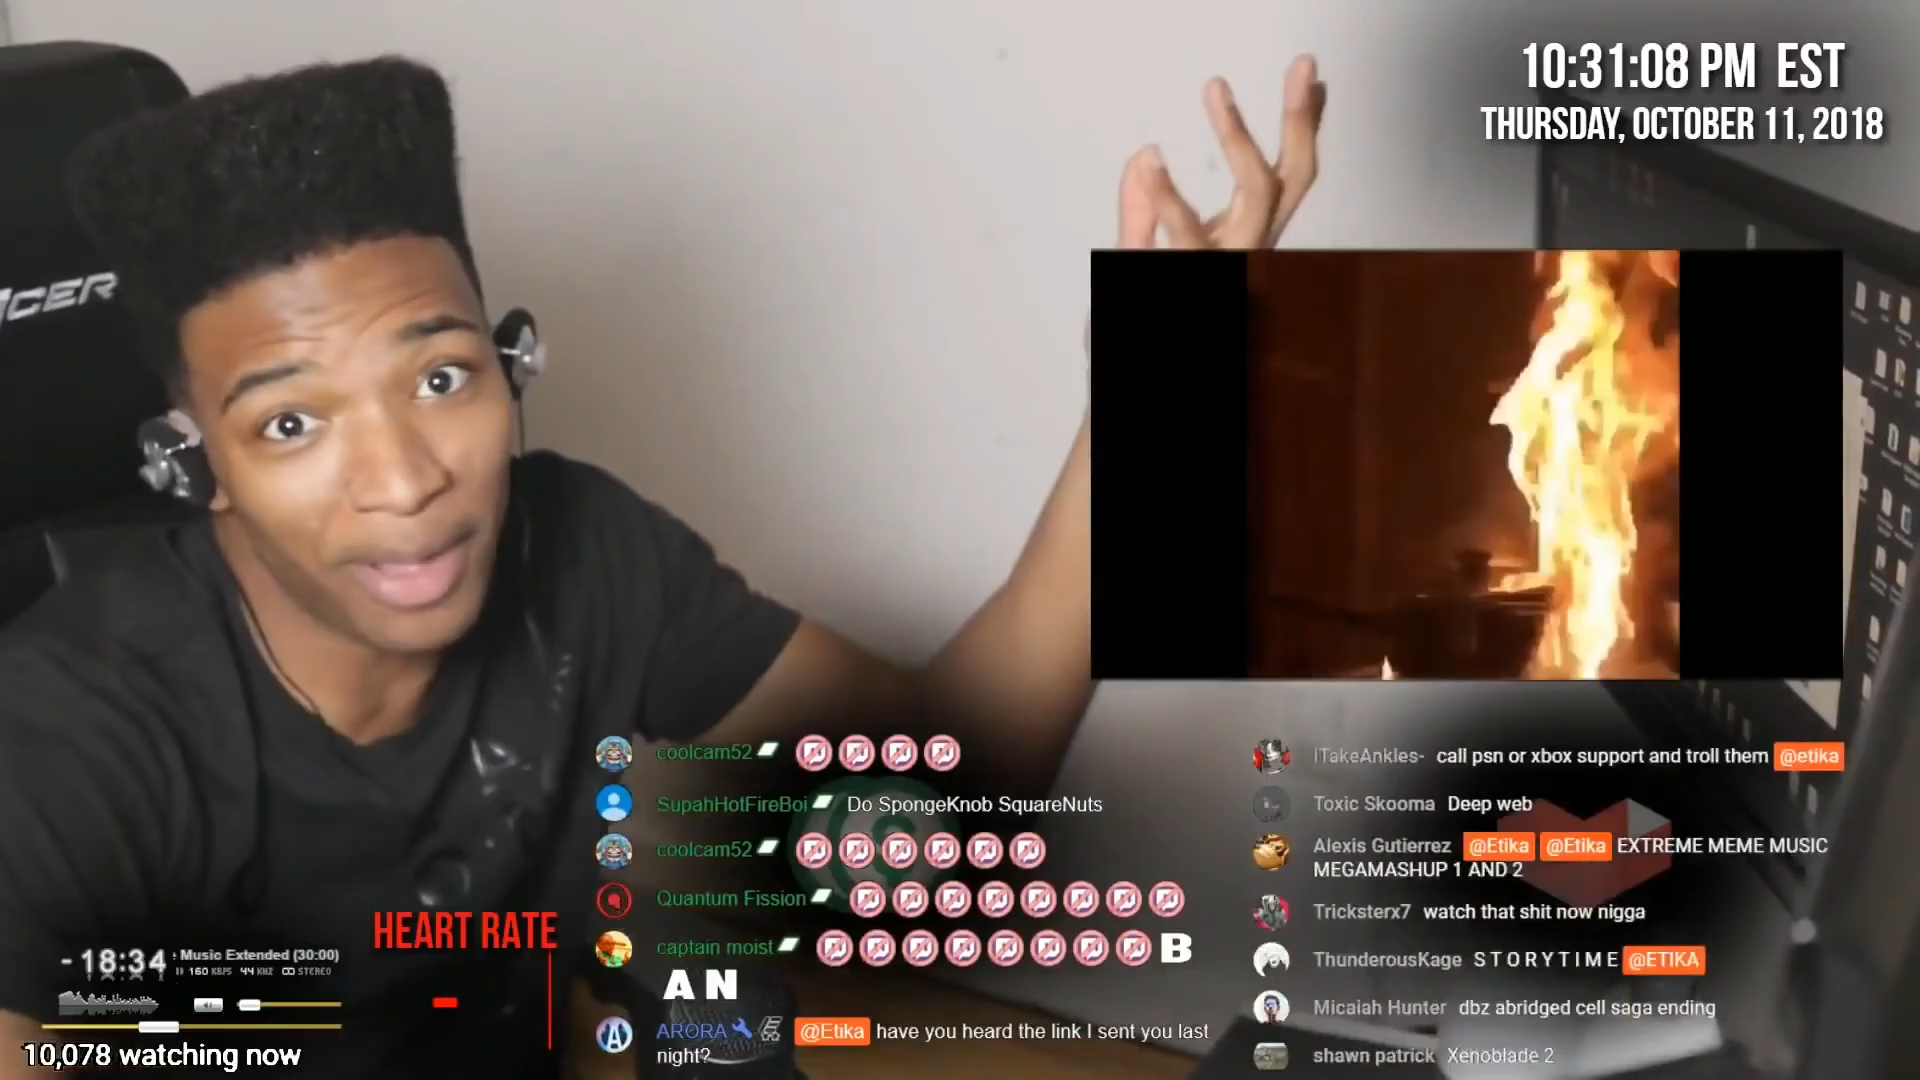 10:31:08 PM EST
THURSDAY, OCTOBER 11, 2018
CER
coolcam52
SupahHotFireBoi Do SpongeKnob SquareNuts
coolcam52
Quantum Fission
captain moist B
A N
ARORA @Etika have you heard the link I sent you last
night?
ITakeAnkles- call psn or xbox support and troll them @etika
Toxic Skooma Deep web
Alexis Gutierrez @Etika @Etika EXTREME MEME MUSIC
MEGAMASHUP 1 AND 2
Tricksterx7 watch that shit now nigga
ThunderousKage S T O R Y T I M E @ETIKA
Micaiah Hunter dbz abridged cell saga ending
shawn patrick Xenoblade 2
HEART RATE
-18:34 : Music Extended (30:00)
160 KBPS 44 KHZ STEREO
10,078 watching now